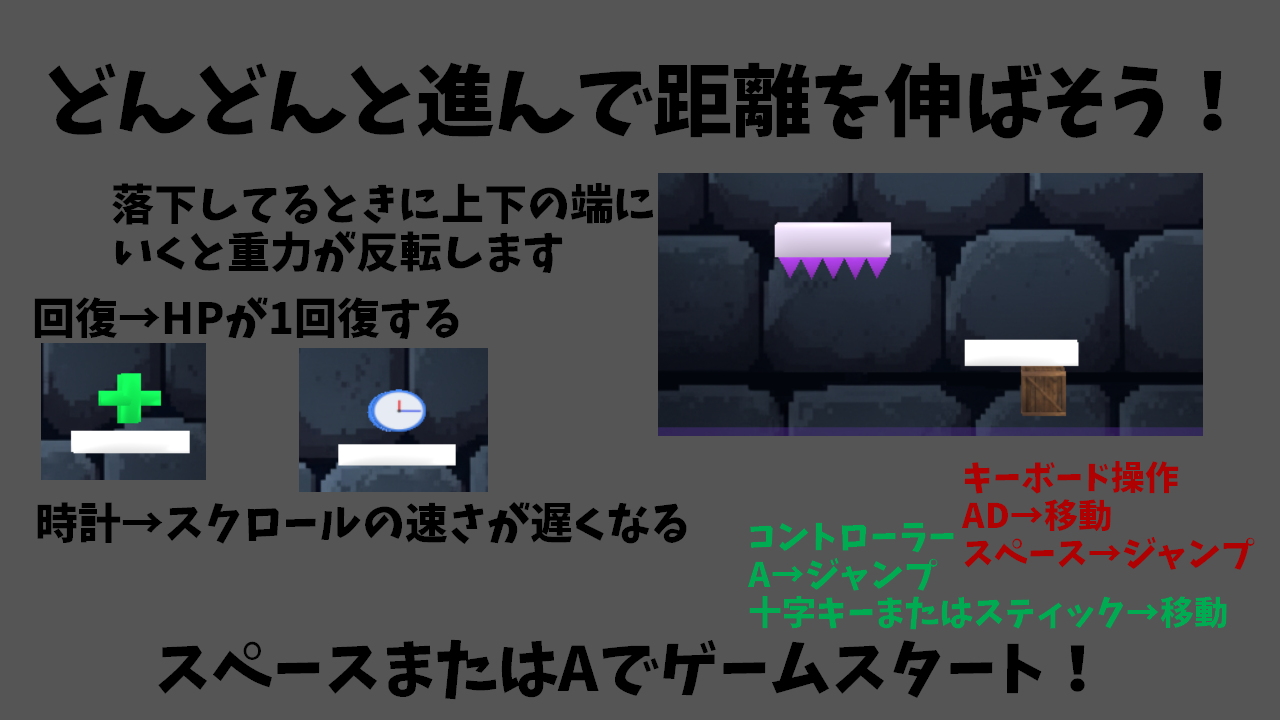 どんどんと進んで距離を伸ばそう！
落下してるときに上下の端に
いくと重力が反転します
回復→HPが1回復する
時計→スクロールの速さが遅くなる
キーボード操作
AD→移動
スペース→ジャンプ
コントローラー
A→ジャンプ
十字キーまたはスティック→移動
スペースまたはAでゲームスタート！